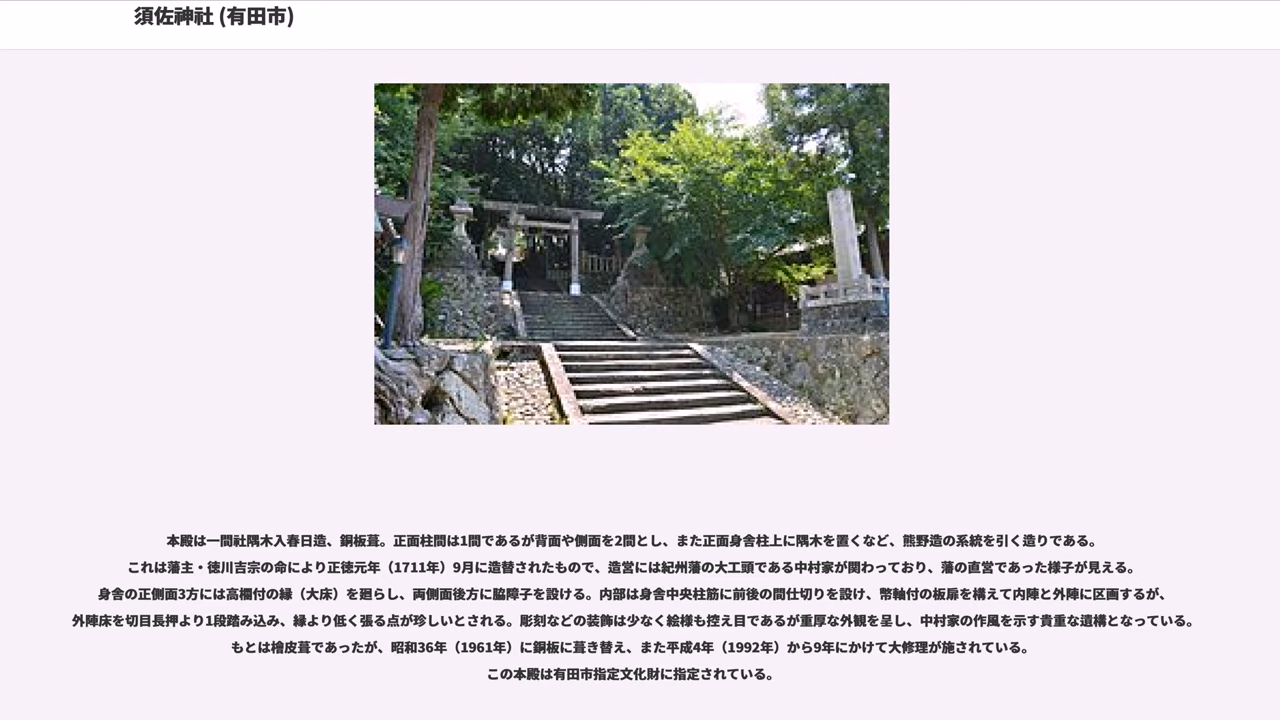 須佐神社 (有田市)
本殿は一間社隅木入春日造、銅板葺。正面柱間は1間であるが背面や側面を2間とし、また正面身舎柱上に隅木を置くなど、熊野造の系統を引く造りである。
これは藩主・徳川吉宗の命により正徳元年（1711年）9月に造替されたもので、造営には紀州藩の大工頭である中村家が関わっており、藩の直営であった様子が見える。
身舎の正側面3方には高欄付の縁（大床）を廻らし、両側面後方に脇障子を設ける。内部は身舎中央柱筋に前後の間仕切りを設け、幣軸付の板扉を構えて内陣と外陣に区画するが、
外陣床を切目長押より1段踏み込み、縁より低く張る点が珍しいとされる。彫刻などの装飾は少なく絵様も控え目であるが重厚な外観を呈し、中村家の作風を示す貴重な遺構となっている。
もとは檜皮葺であったが、昭和36年（1961年）に銅板に葺き替え、また平成4年（1992年）から9年にかけて大修理が施されている。
この本殿は有田市指定文化財に指定されている。